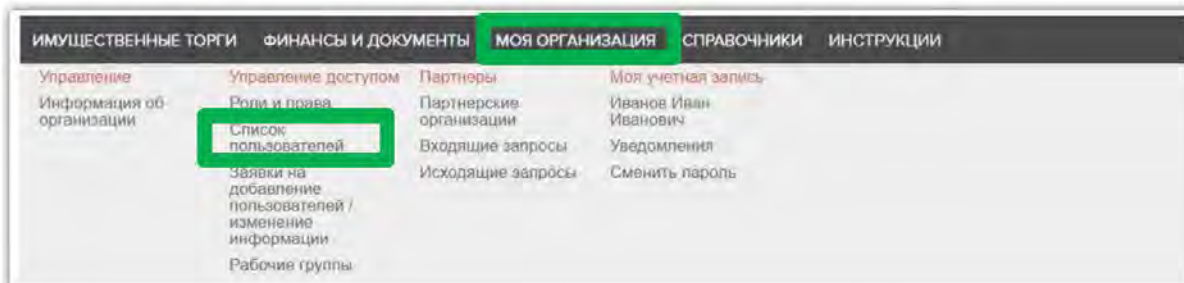 ИМУЩЕСТВЕННЫЕ ТОРГИ ФИНАНСЫ И ДОКУМЕНТЫ МОЯ ОРГАНИЗАЦИЯ СПРАВОЧНИКИ ИНСТРУКЦИИ
Управление
Информация об
организации
Управление доступом
Роли и права
Список
пользователей
Заявки на
добавление
пользователей /
изменение
информации
Рабочие группы
Партнеры
Партнерские
организации
Входящие запросы
Исходящие запросы
Моя учетная запись
Иванов Иван
Иванович
Уведомления
Сменить пароль